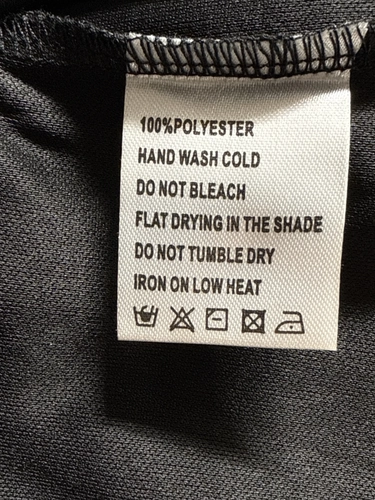 100%POLYESTER
HAND WASH COLD
DO NOT BLEACH
FLAT DRYING IN THE SHADE
DO NOT TUMBLE DRY
IRON ON LOW HEAT